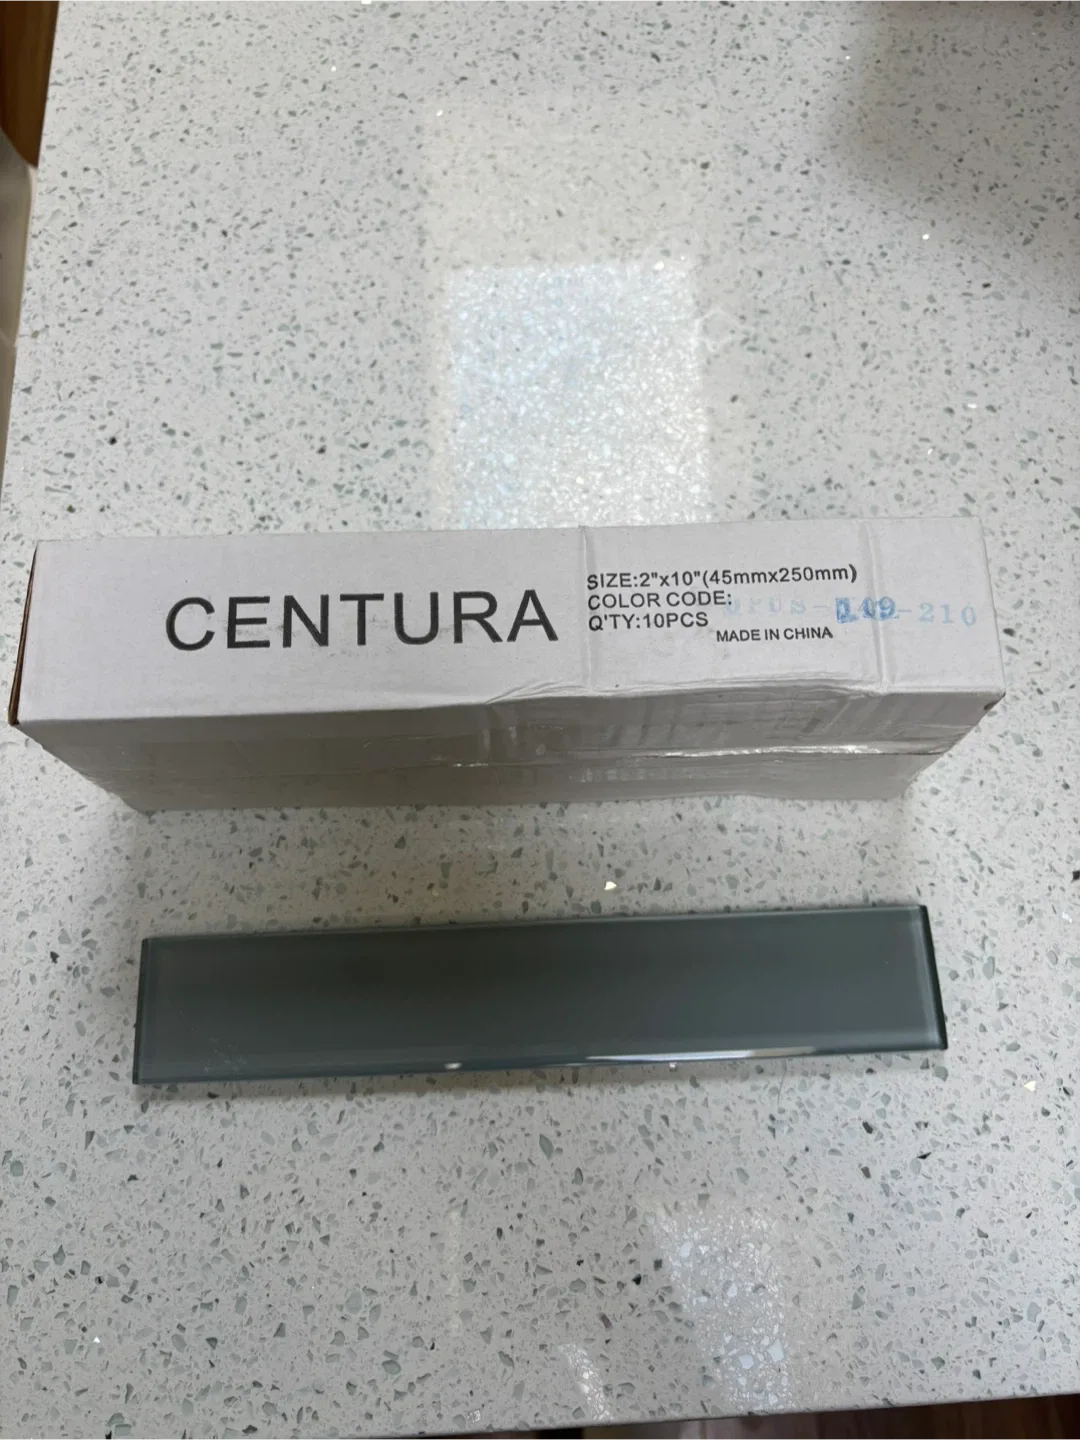 CENTURA
SIZE:2"x10"(45mmx250mm)
COLOR CODE:
Q'TY:10PCS
MADE IN CHINA